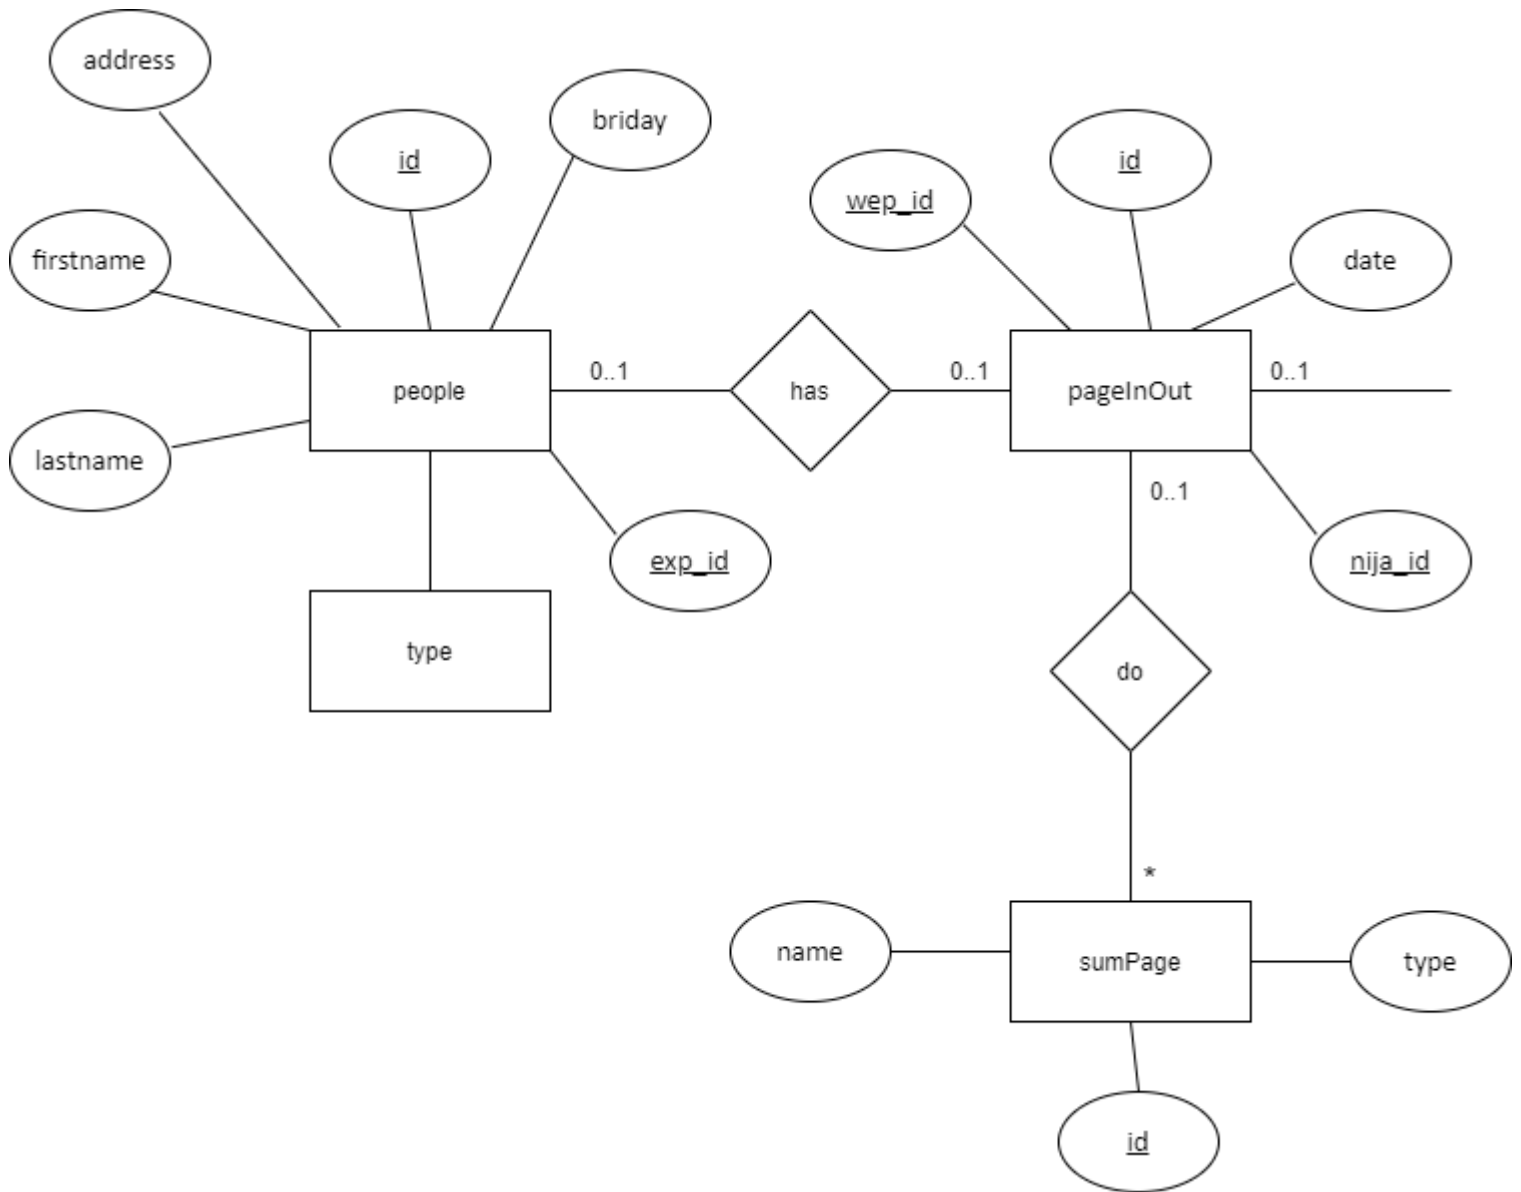 address
briday
id
id
wep_id
firstname
date
0..1
0..1
0..1
people
has
pageInOut
lastname
0..1
exp_id
nija_id
type
do
*
name
sumPage
type
id